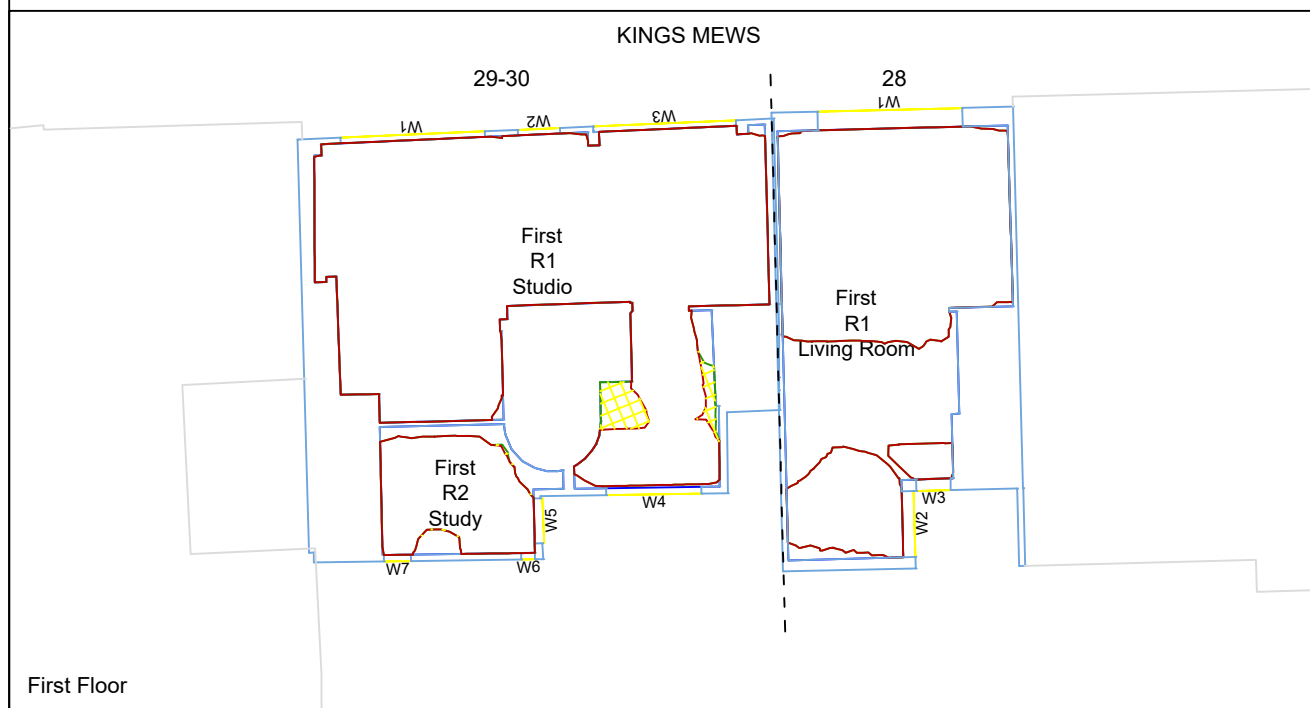 KINGS MEWS
29-30
28
W1
W2
W3
W1
First
R1
Studio
First
R1
Living Room
First
R2
Study
W5
W4
W3
W2
W7
W6
First Floor